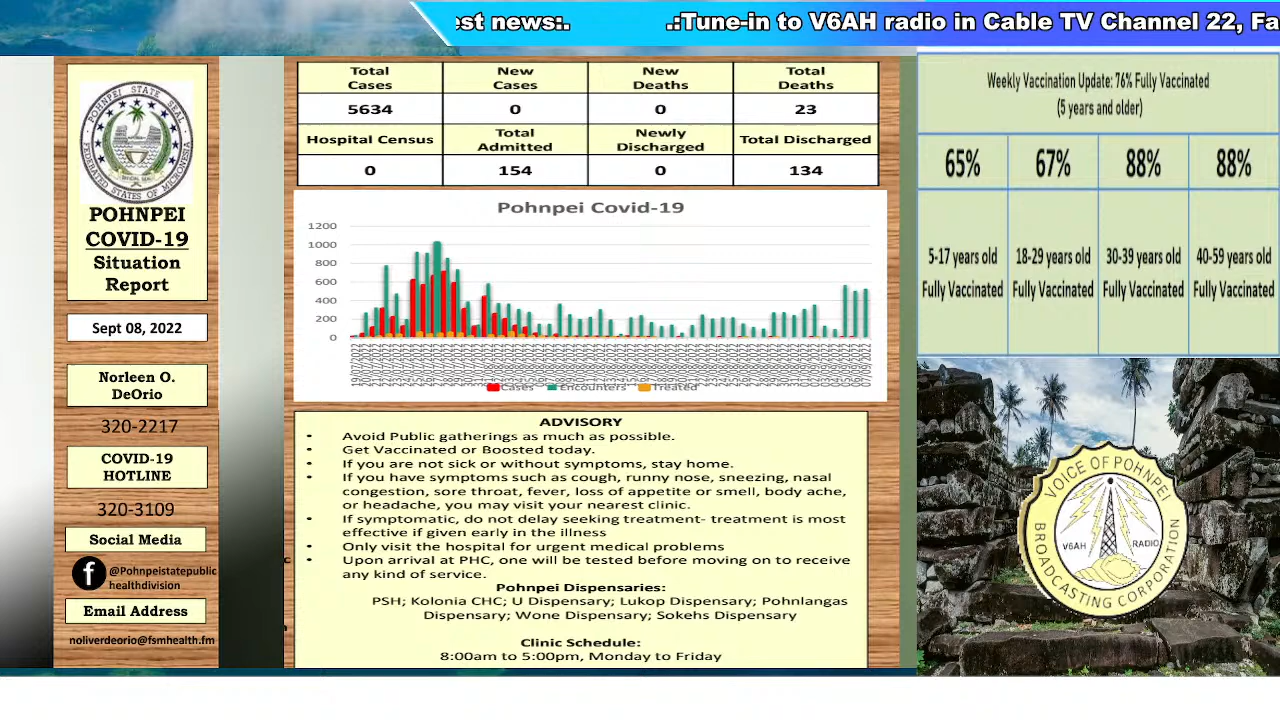 est news:.
.:Tune-in to V6AH radio in Cable TV Channel 22, Fa
POHNPEI STATE SEAL
FEDERATED STATES OF MICRONESIA
POHNPEI
COVID-19
Situation
Report
Sept 08, 2022
Norleen O.
DeOrio
320-2217
COVID-19
HOTLINE
320-3109
Social Media
@Pohnpeistatepublic
healthdivision
Email Address
noliverdeorio@fsmhealth.fm
Total Cases
New Cases
New Deaths
Total Deaths
5634
0
0
23
Hospital Census
Total Admitted
Newly Discharged
Total Discharged
0
154
0
134
Pohnpei Covid-19
1200
1000
800
600
400
200
0
Cases
Encounters
Treated
ADVISORY
• Avoid Public gatherings as much as possible.
• Get Vaccinated or Boosted today.
• If you are not sick or without symptoms, stay home.
• If you have symptoms such as cough, runny nose, sneezing, nasal
congestion, sore throat, fever, loss of appetite or smell, body ache,
or headache, you may visit your nearest clinic.
• If symptomatic, do not delay seeking treatment- treatment is most
effective if given early in the illness
• Only visit the hospital for urgent medical problems
• Upon arrival at PHC, one will be tested before moving on to receive
any kind of service.
Pohnpei Dispensaries:
PSH; Kolonia CHC; U Dispensary; Lukop Dispensary; Pohnlangas
Dispensary; Wone Dispensary; Sokehs Dispensary
Clinic Schedule:
8:00am to 5:00pm, Monday to Friday
Weekly Vaccination Update: 76% Fully Vaccinated
(5 years and older)
65%
67%
88%
88%
5-17 years old
Fully Vaccinated
18-29 years old
Fully Vaccinated
30-39 years old
Fully Vaccinated
40-59 years old
Fully Vaccinated
VOICE OF POHNPEI
V6AH RADIO
BROADCASTING CORPORATION